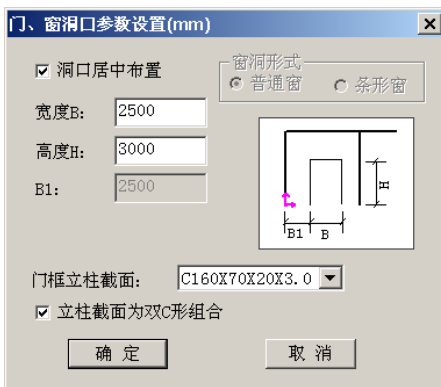 门、窗洞口参数设置(mm)
洞口居中布置
窗洞形式
普通窗
条形窗
宽度B:
2500
高度H:
3000
B1:
2500
H
B1
B
门框立柱截面:
C160X70X20X3.0
立柱截面为双C形组合
确 定
取 消